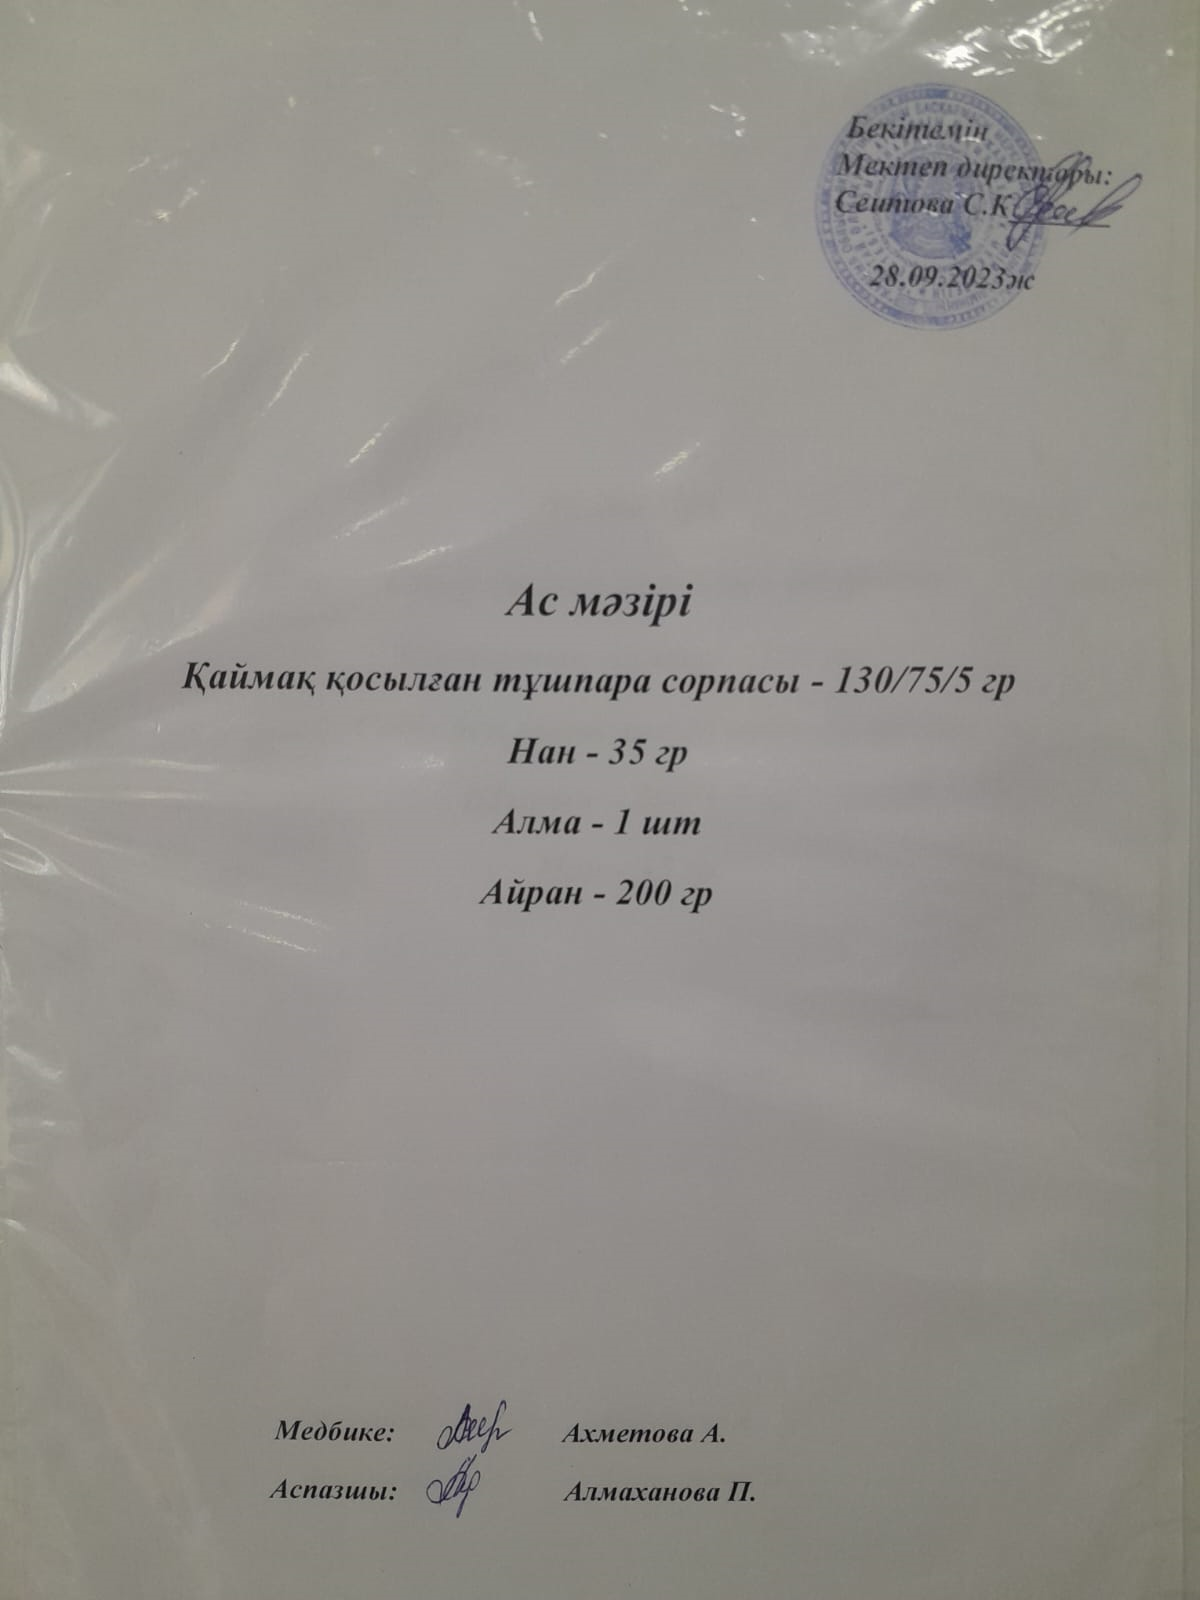 Бекітемін
Мектеп директоры:
Сеитова С.К
28.09.2023ж
Ас мәзірі
Қаймақ қосылған тұшпара сорпасы - 130/75/5 гр
Нан - 35 гр
Алма - 1 шт
Айран - 200 гр
Медбике: Ахметова А.
Аспазшы: Алмаханова П.